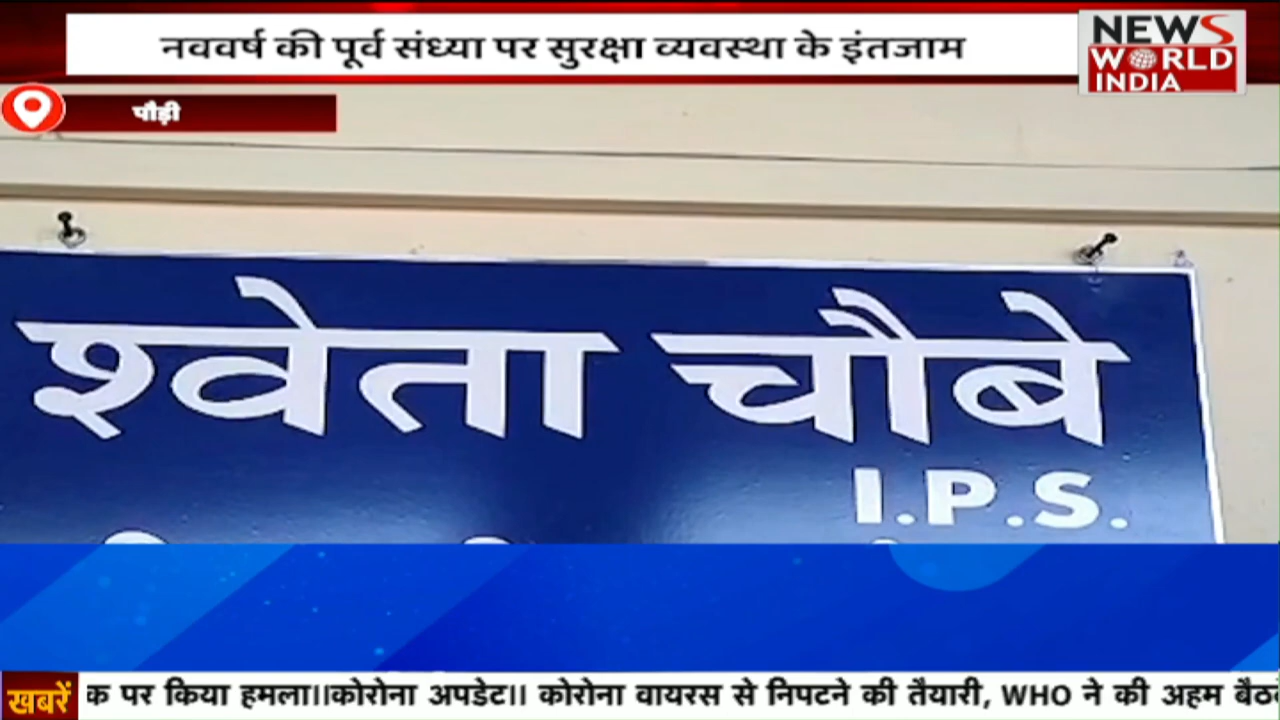 नववर्ष की पूर्व संध्या पर सुरक्षा व्यवस्था के इंतजाम
NEWS
WORLD
INDIA
पौड़ी
श्वेता चौबे
I.P.S.
खबरें
क पर किया हमला||कोरोना अपडेट|| कोरोना वायरस से निपटने की तैयारी, WHO ने की अहम